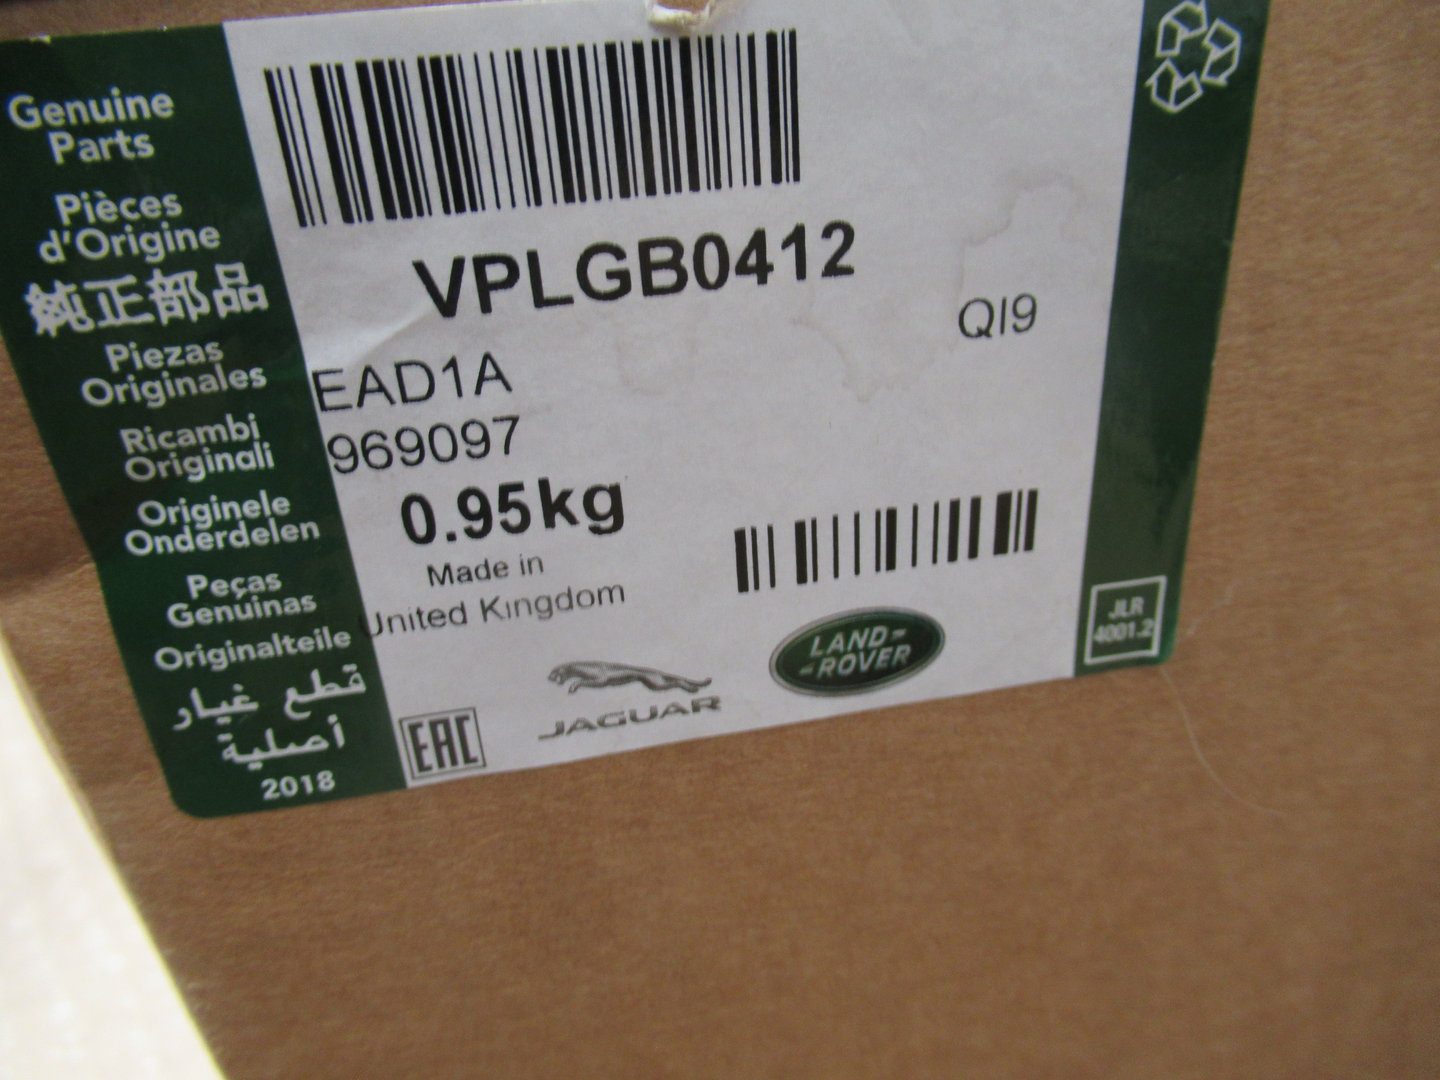 Genuine
Parts
Pièces
d'Origine
純正部品
Piezas
Originales
Ricambi
Originali
Originele
Onderdelen
Peças
Genuinas
Originalteile
قطع غيار
أصلية
2018
VPLGB0412
QI9
EAD1A
969097
0.95kg
Made in
United Kingdom
EAC
JAGUAR
LAND-
-ROVER
JLR
4001.2